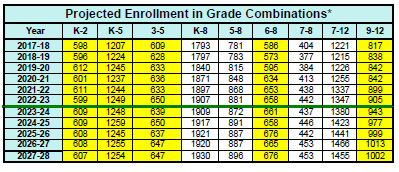 Projected Enrollment in Grade Combinations*
Year K-2 K-5 3-5 K-8 5-8 6-8 7-8 7-12 9-12
2017-18 598 1207 609 1793 781 586 404 1221 817
2018-19 596 1224 628 1797 783 573 377 1215 838
2019-20 612 1245 633 1840 815 595 384 1226 842
2020-21 601 1237 636 1871 848 634 413 1255 842
2021-22 611 1244 633 1897 868 653 438 1337 899
2022-23 599 1249 650 1907 881 658 442 1347 905
2023-24 609 1248 639 1909 872 661 437 1380 943
2024-25 609 1259 650 1917 891 658 446 1423 977
2025-26 608 1245 637 1921 887 676 442 1441 999
2026-27 608 1255 647 1920 887 665 453 1466 1013
2027-28 607 1254 647 1930 896 676 453 1455 1002